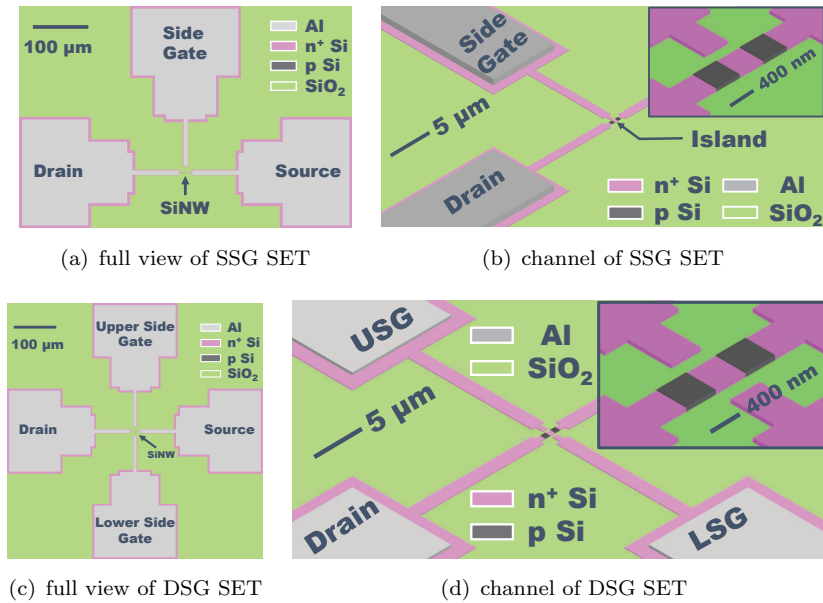 100 μm
Side
Gate
Al
n⁺ Si
p Si
SiO₂
Drain
Source
SiNW
(a) full view of SSG SET
Side
Gate
5 μm
400 nm
Island
Drain
n⁺ Si
Al
p Si
SiO₂
(b) channel of SSG SET
100 μm
Upper Side
Gate
Al
n⁺ Si
p Si
SiO₂
Drain
Source
SiNW
Lower Side
Gate
(c) full view of DSG SET
USG
Al
SiO₂
5 μm
400 nm
n⁺ Si
p Si
Drain
LSG
(d) channel of DSG SET